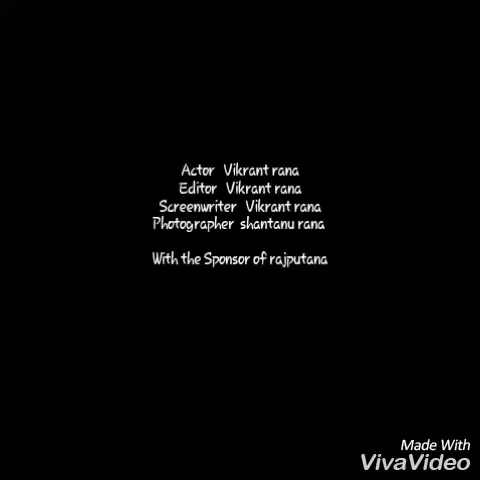 Actor Vikrant rana
Editor Vikrant rana
Screenwriter Vikrant rana
Photographer shantanu rana
With the Sponsor of rajputana
Made With
VivaVideo